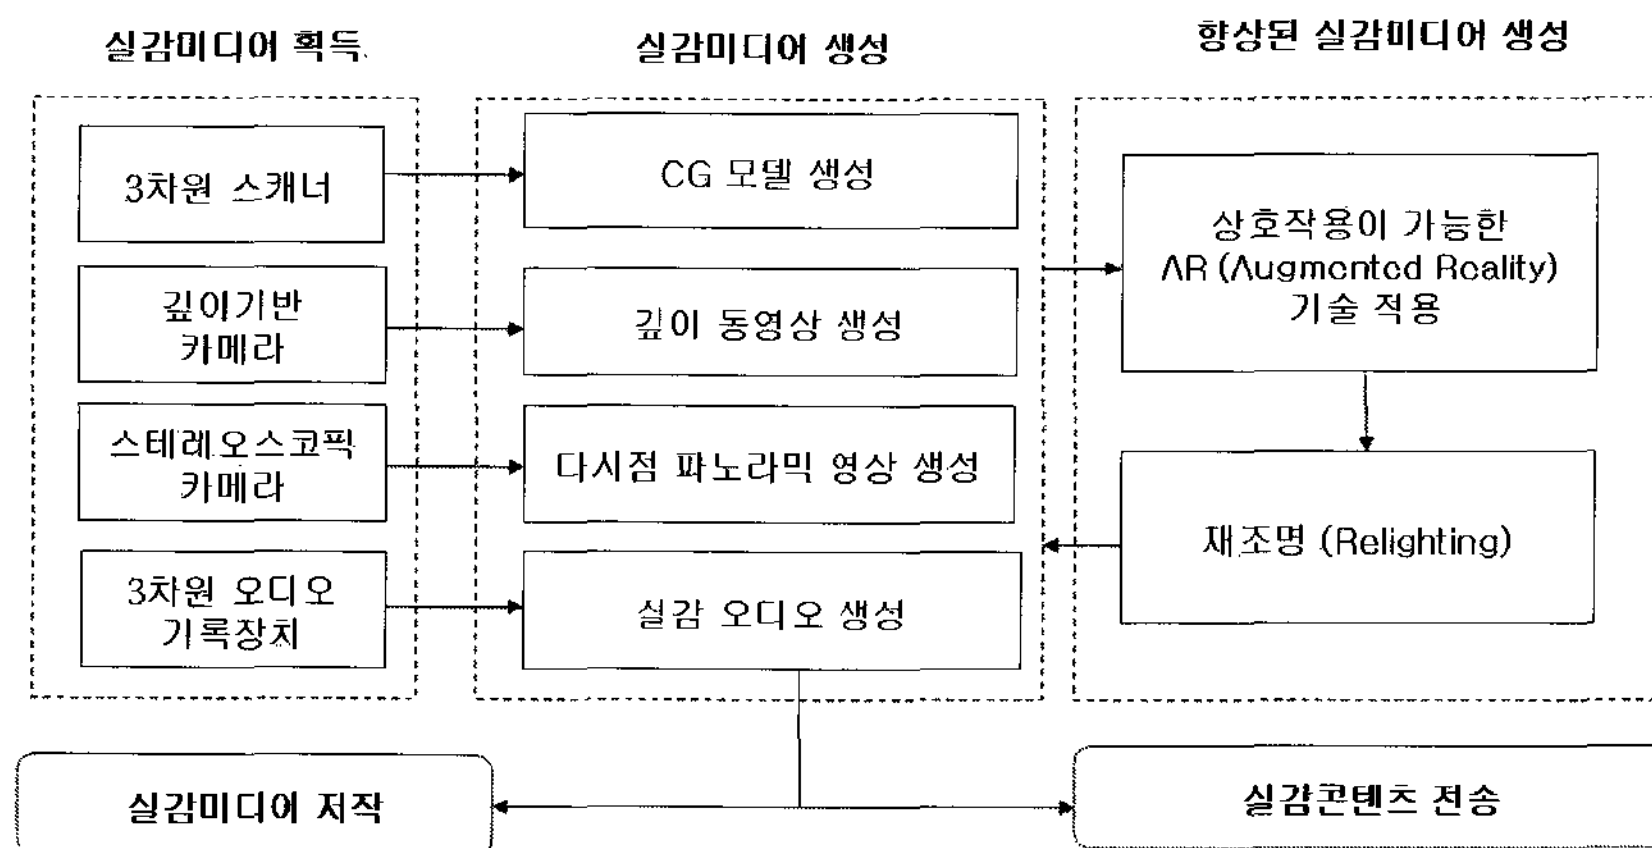 실감미디어 획득
실감미디어 생성
향상된 실감미디어 생성
3차원 스캐너
CG 모델 생성
상호작용이 가능한
AR (Augmented Reality)
기술 적용
깊이기반
카메라
깊이 동영상 생성
스테레오스코픽
카메라
다시점 파노라믹 영상 생성
재조명 (Relighting)
3차원 오디오
기록장치
실감 오디오 생성
실감미디어 저작
실감콘텐츠 전송